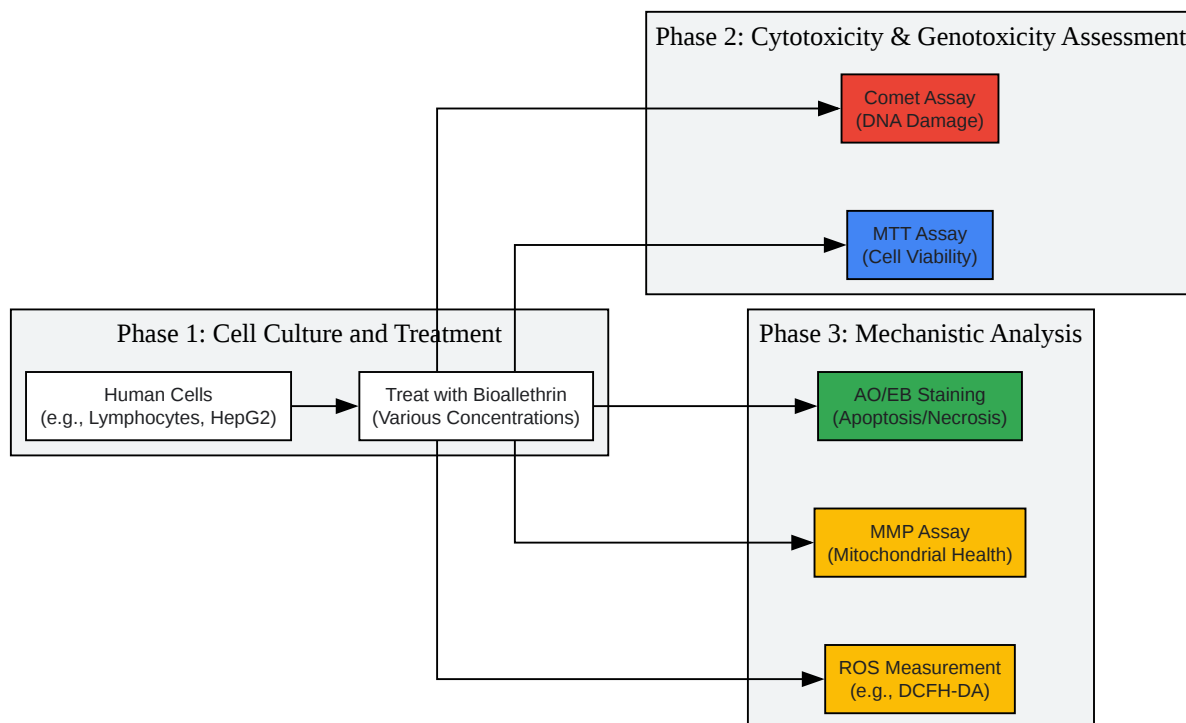 Phase 2: Cytotoxicity & Genotoxicity Assessment
Comet Assay
(DNA Damage)
MTT Assay
(Cell Viability)
Phase 1: Cell Culture and Treatment
Human Cells
(e.g., Lymphocytes, HepG2)
Treat with Bioallethrin
(Various Concentrations)
Phase 3: Mechanistic Analysis
AO/EB Staining
(Apoptosis/Necrosis)
MMP Assay
(Mitochondrial Health)
ROS Measurement
(e.g., DCFH-DA)